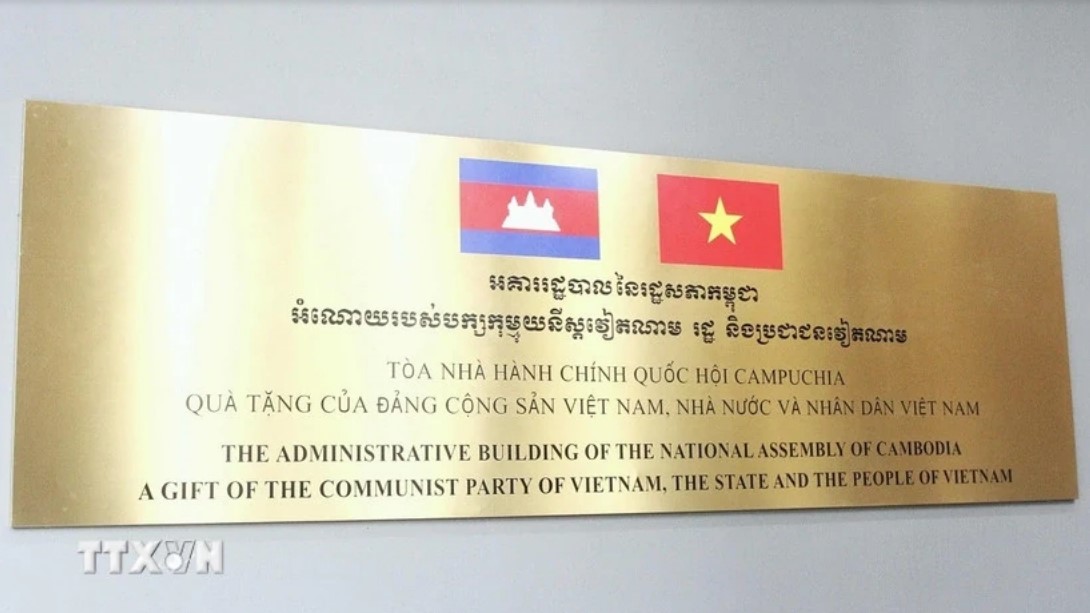 អគាររដ្ឋបាលនៃរដ្ឋសភាកម្ពុជា
អំណោយរបស់បក្សកុម្មុយនីស្តវៀតណាម រដ្ឋ និងប្រជាជនវៀតណាម
TÒA NHÀ HÀNH CHÍNH QUỐC HỘI CAMPUCHIA
QUÀ TẶNG CỦA ĐẢNG CỘNG SẢN VIỆT NAM, NHÀ NƯỚC VÀ NHÂN DÂN VIỆT NAM
THE ADMINISTRATIVE BUILDING OF THE NATIONAL ASSEMBLY OF CAMBODIA
A GIFT OF THE COMMUNIST PARTY OF VIETNAM, THE STATE AND THE PEOPLE OF VIETNAM
TTXVN